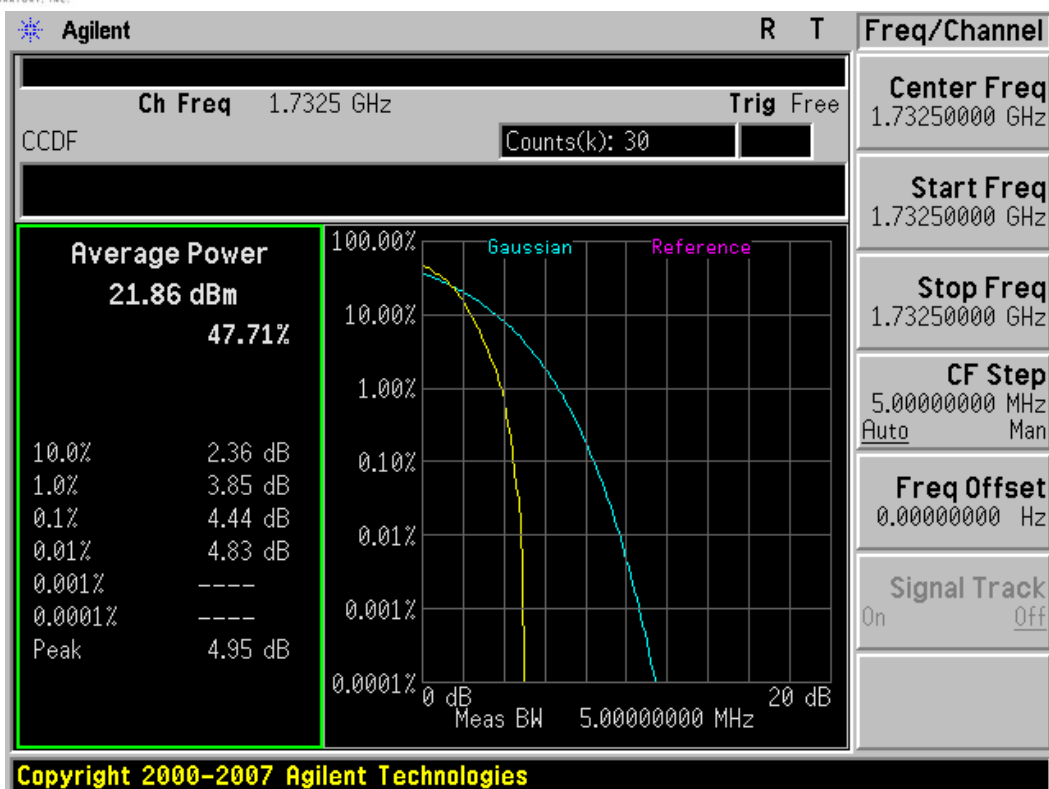 Agilent R T
Freq/Channel
Ch Freq 1.7325 GHz Trig Free
CCDF Counts(k): 30
Average Power
21.86 dBm
47.71%
10.0% 2.36 dB
1.0% 3.85 dB
0.1% 4.44 dB
0.01% 4.83 dB
0.001% ----
0.0001% ----
Peak 4.95 dB
Gaussian Reference
100.00%
10.00%
1.00%
0.10%
0.01%
0.001%
0.0001%
0 dB 20 dB
Meas BW 5.00000000 MHz
Center Freq
1.73250000 GHz
Start Freq
1.73250000 GHz
Stop Freq
1.73250000 GHz
CF Step
5.00000000 MHz
Auto Man
Freq Offset
0.00000000 Hz
Signal Track
On Off
Copyright 2000-2007 Agilent Technologies